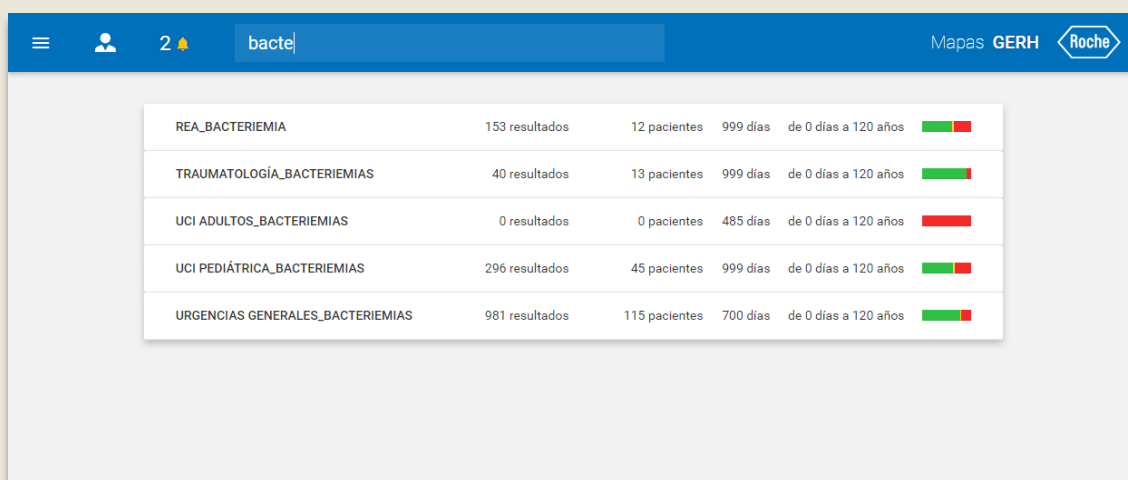 2 bacte Mapas GERH Roche
REA_BACTERIEMIA 153 resultados 12 pacientes 999 días de 0 días a 120 años
TRAUMATOLOGÍA_BACTERIEMIAS 40 resultados 13 pacientes 999 días de 0 días a 120 años
UCI ADULTOS_BACTERIEMIAS 0 resultados 0 pacientes 485 días de 0 días a 120 años
UCI PEDIÁTRICA_BACTERIEMIAS 296 resultados 45 pacientes 999 días de 0 días a 120 años
URGENCIAS GENERALES_BACTERIEMIAS 981 resultados 115 pacientes 700 días de 0 días a 120 años